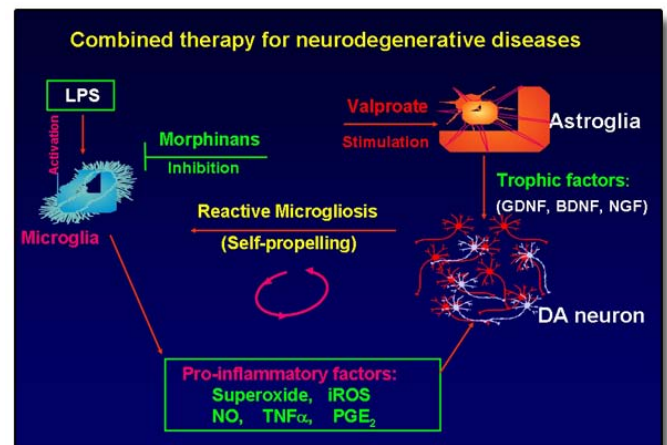 Combined therapy for neurodegenerative diseases
LPS
Activation
Microglia
Morphinans
Inhibition
Valproate
Stimulation
Astroglia
Trophic factors:
(GDNF, BDNF, NGF)
Reactive Microgliosis
(Self-propelling)
DA neuron
Pro-inflammatory factors:
Superoxide, iROS
NO, TNFα, PGE₂